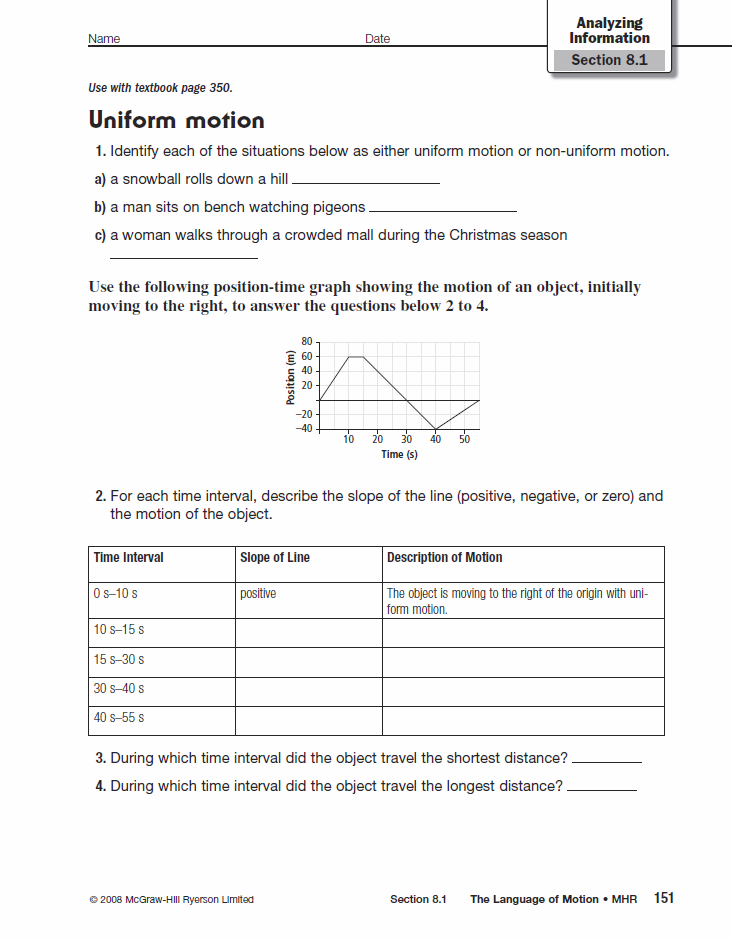 Name
Date
Analyzing
Information
Section 8.1
Use with textbook page 350.
Uniform motion
1. Identify each of the situations below as either uniform motion or non-uniform motion.
a) a snowball rolls down a hill
b) a man sits on bench watching pigeons
c) a woman walks through a crowded mall during the Christmas season
Use the following position-time graph showing the motion of an object, initially
moving to the right, to answer the questions below 2 to 4.
Position (m)
80
60
40
20
–20
–40
10 20 30 40 50
Time (s)
2. For each time interval, describe the slope of the line (positive, negative, or zero) and
the motion of the object.
Time Interval Slope of Line Description of Motion
0 s–10 s positive The object is moving to the right of the origin with uni-
form motion.
10 s–15 s
15 s–30 s
30 s–40 s
40 s–55 s
3. During which time interval did the object travel the shortest distance?
4. During which time interval did the object travel the longest distance?
© 2008 McGraw-Hill Ryerson Limited
Section 8.1 The Language of Motion • MHR 151